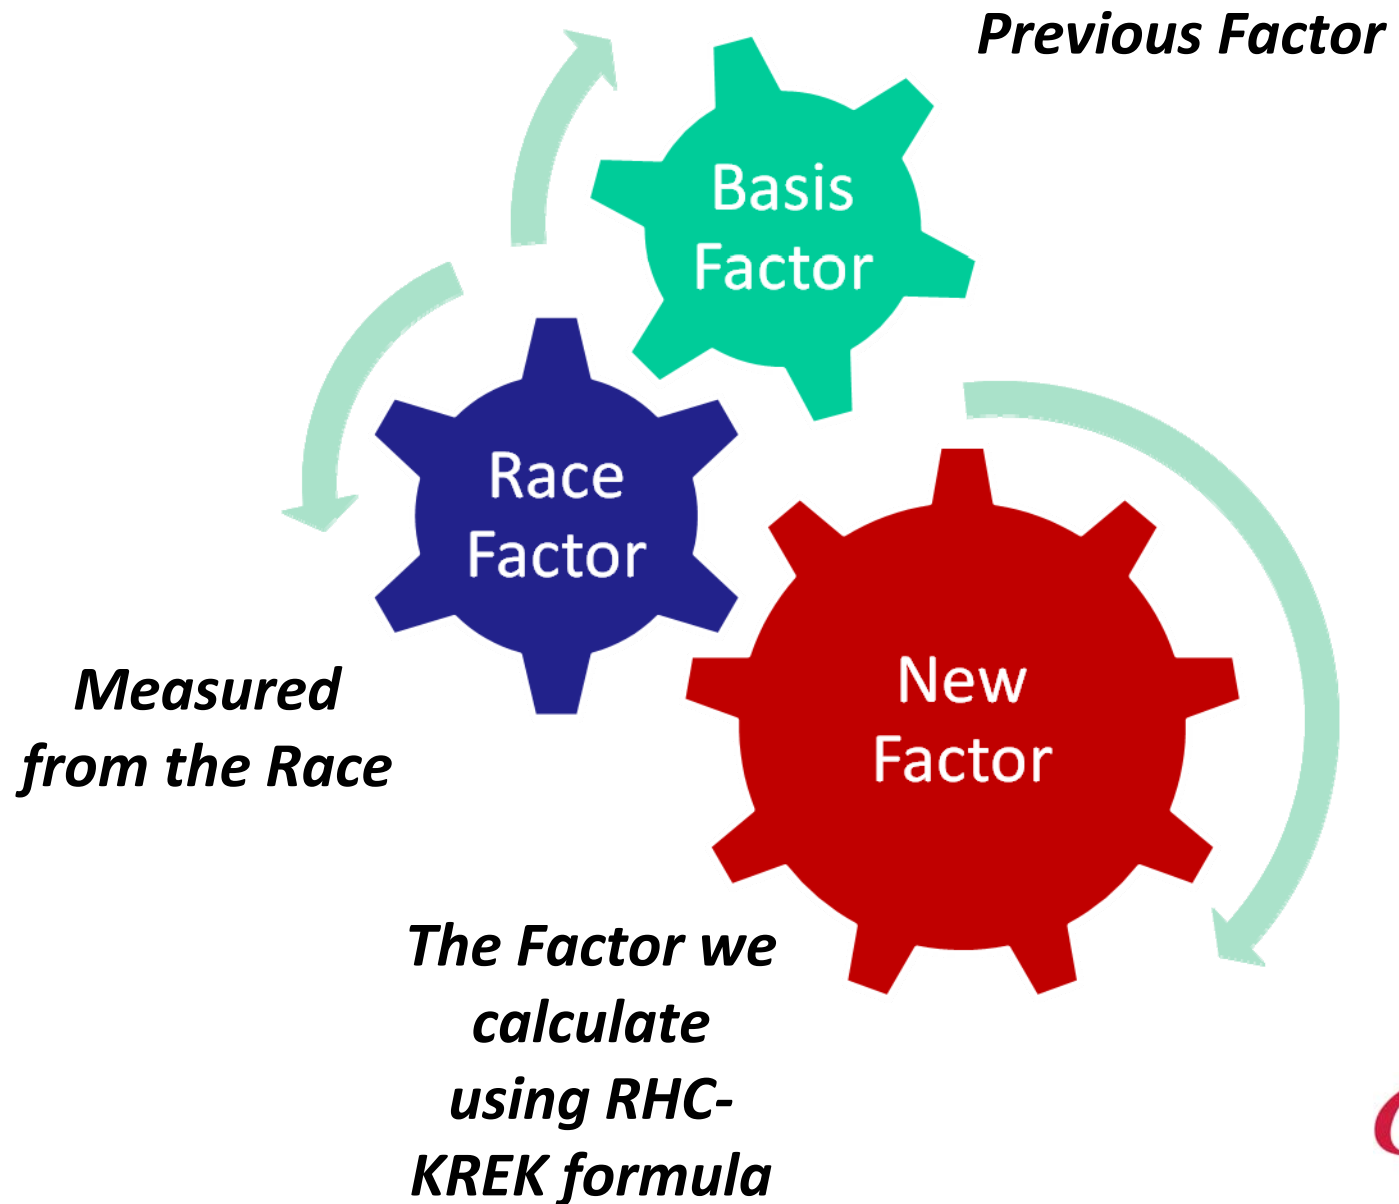 Previous Factor
Basis
Factor
Race
Factor
Measured
from the Race
New
Factor
The Factor we
calculate
using RHC-
KREK formula